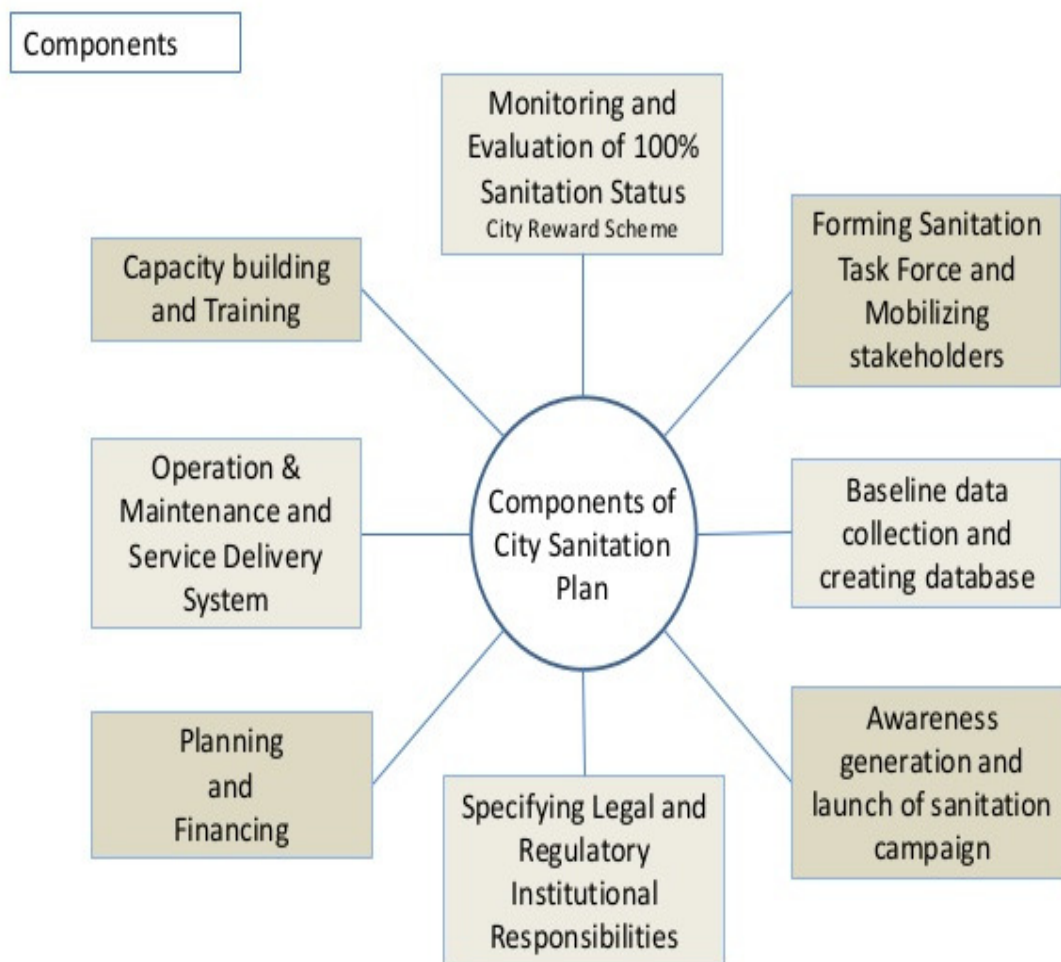 Components
Monitoring and
Evaluation of 100%
Sanitation Status
City Reward Scheme
Forming Sanitation
Task Force and
Mobilizing
stakeholders
Capacity building
and Training
Operation &
Maintenance and
Service Delivery
System
Components of
City Sanitation
Plan
Baseline data
collection and
creating database
Planning
and
Financing
Specifying Legal and
Regulatory
Institutional
Responsibilities
Awareness
generation and
launch of sanitation
campaign